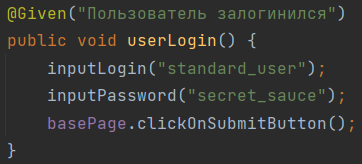 @Given("Пользователь залогинился")
public void userLogin() {
    inputLogin("standard_user");
    inputPassword("secret_sauce");
    basePage.clickOnSubmitButton();
}